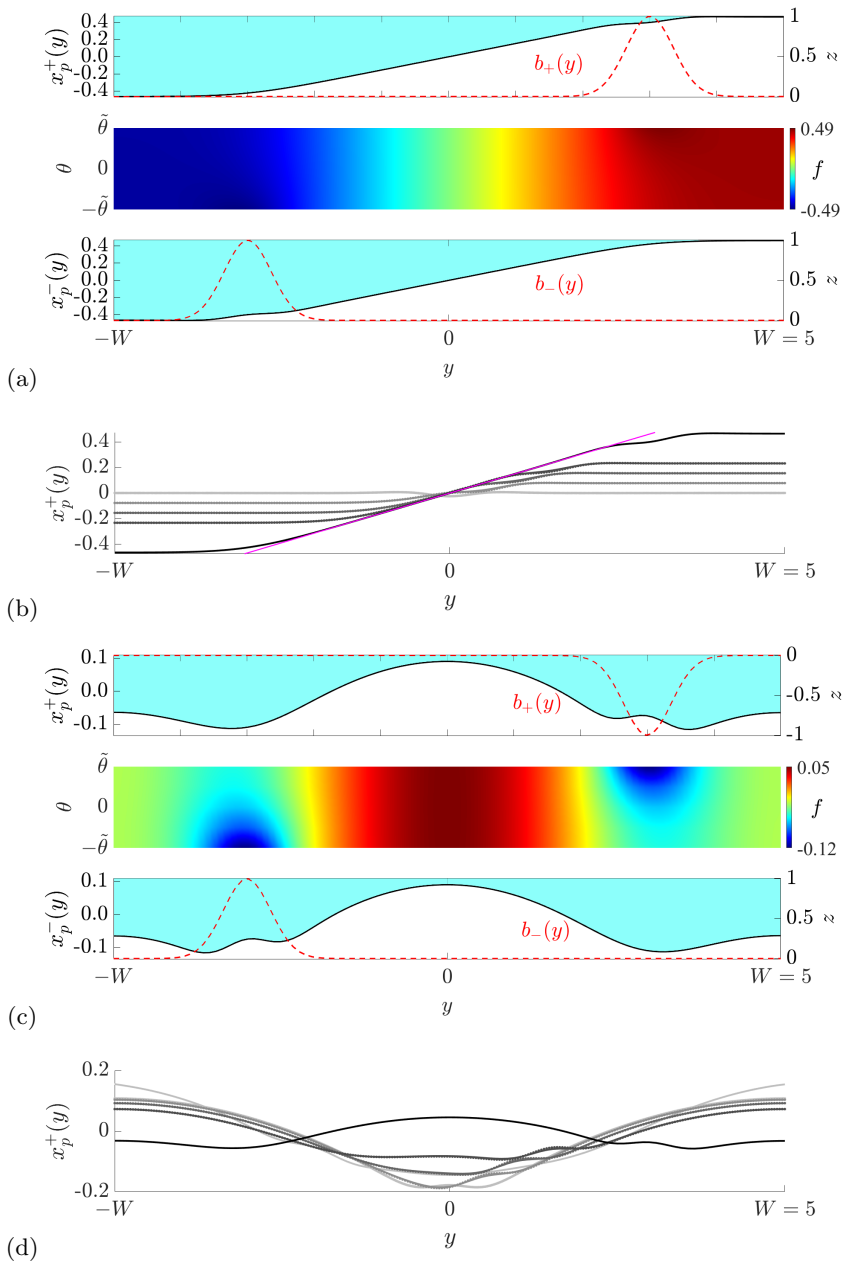 x_p^+(y) 0.4 0.2 0.0 -0.2 -0.4 b_+(y) 1 0.5 0 z
θ θ̃ 0 −θ̃ 0.49 f -0.49
x_p^-(y) 0.4 0.2 0.0 -0.2 -0.4 b_−(y) 1 0.5 0 z
−W 0 W = 5
y
(a)
x_p^+(y) 0.4 0.2 0 -0.2 -0.4
−W 0 W = 5
y
(b)
x_p^+(y) 0.1 0.0 -0.1 b_+(y) 0 -0.5 -1 z
θ θ̃ 0 −θ̃ 0.05 f -0.12
x_p^-(y) 0.1 0.0 -0.1 b_−(y) 1 0.5 0 z
−W 0 W = 5
y
(c)
x_p^+(y) 0.2 0 -0.2
−W 0 W = 5
y
(d)